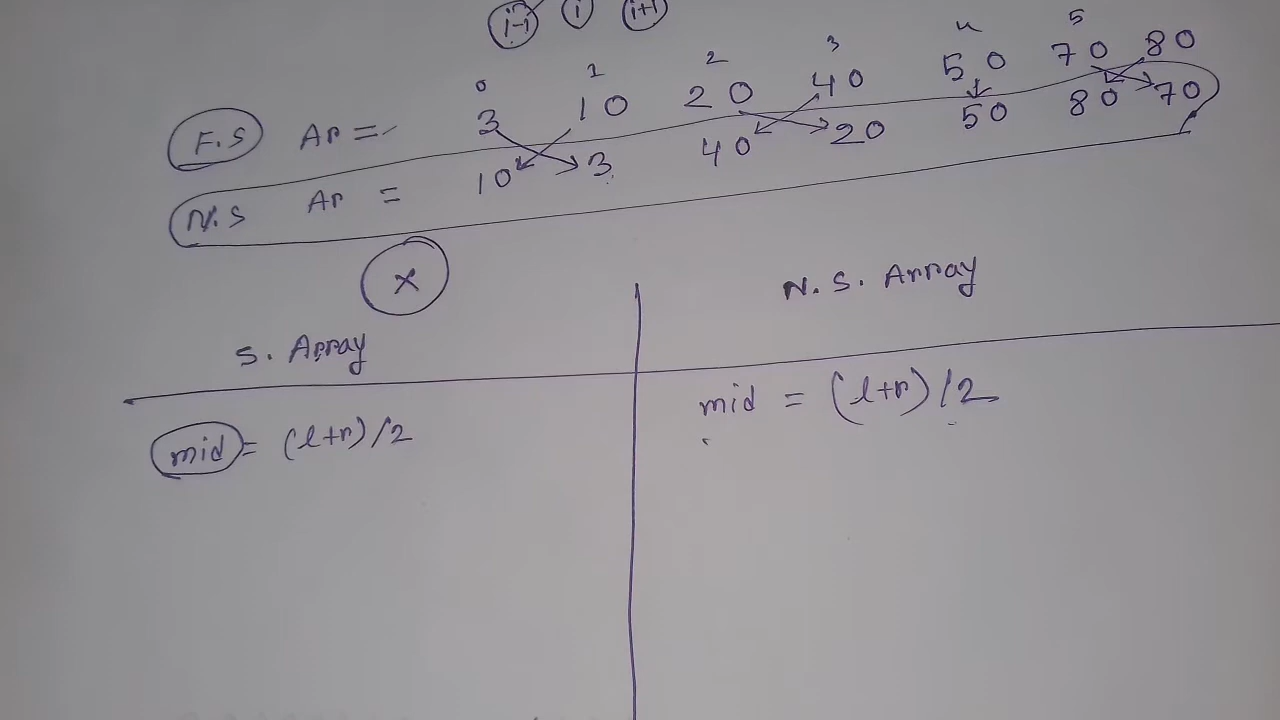 i-1 i i+1
0 1 2 3 4 5
F.S Ar = 3 10 20 40 50 70 80
N.S Ar = 10 3 40 20 50 80 70
X
S. Array
N. S. Array
mid = (l+r)/2
mid = (l+r)/2